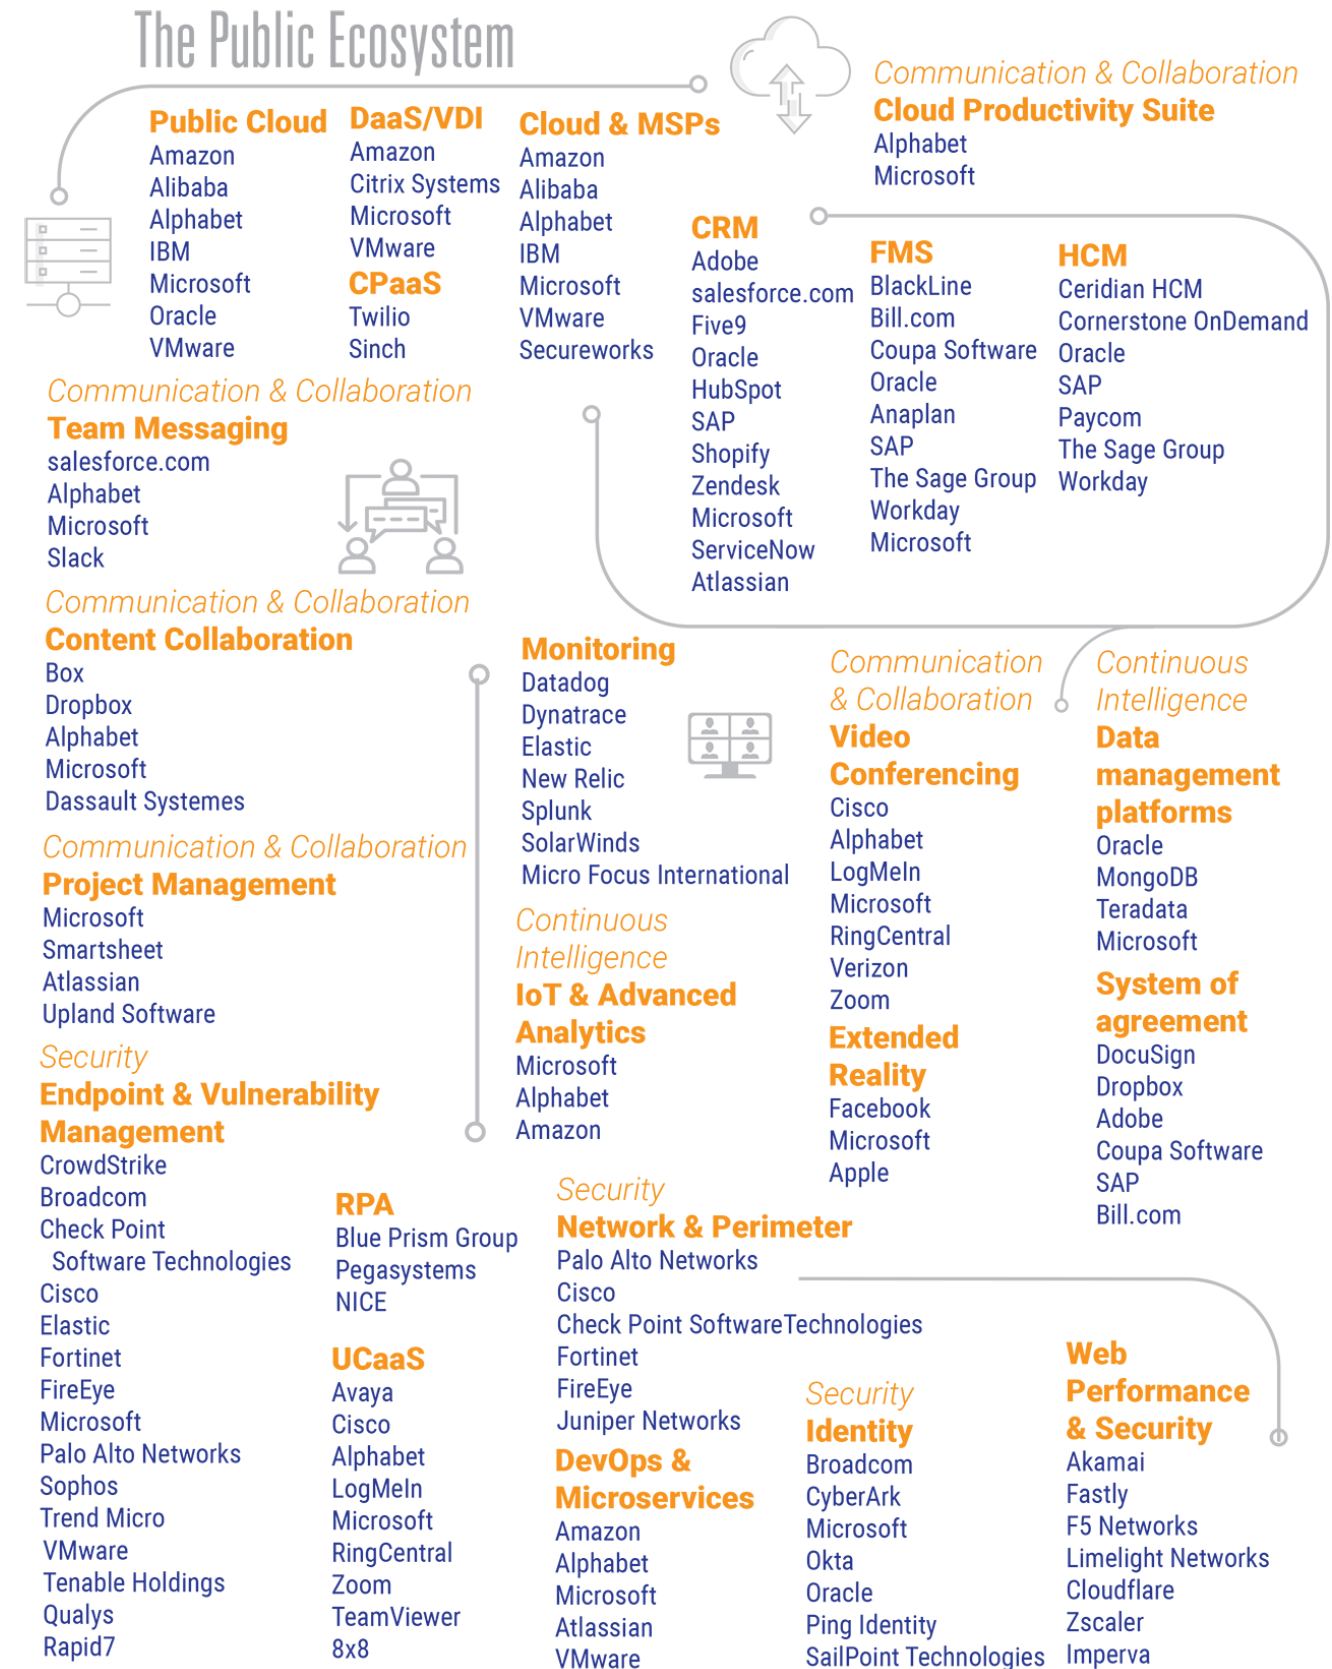 The Public Ecosystem
Public Cloud
Amazon
Alibaba
Alphabet
IBM
Microsoft
Oracle
VMware
DaaS/VDI
Amazon
Citrix Systems
Microsoft
VMware
CPaaS
Twilio
Sinch
Cloud & MSPs
Amazon
Alibaba
Alphabet
IBM
Microsoft
VMware
Secureworks
Communication & Collaboration
Cloud Productivity Suite
Alphabet
Microsoft
CRM
Adobe
salesforce.com
Five9
Oracle
HubSpot
SAP
Shopify
Zendesk
Microsoft
ServiceNow
Atlassian
FMS
BlackLine
Bill.com
Coupa Software
Oracle
Anaplan
SAP
The Sage Group
Workday
Microsoft
HCM
Ceridian HCM
Cornerstone OnDemand
Oracle
SAP
Paycom
The Sage Group
Workday
Communication & Collaboration
Team Messaging
salesforce.com
Alphabet
Microsoft
Slack
Communication & Collaboration
Content Collaboration
Box
Dropbox
Alphabet
Microsoft
Dassault Systemes
Communication & Collaboration
Project Management
Microsoft
Smartsheet
Atlassian
Upland Software
Security
Endpoint & Vulnerability
Management
CrowdStrike
Broadcom
Check Point
Software Technologies
Cisco
Elastic
Fortinet
FireEye
Microsoft
Palo Alto Networks
Sophos
Trend Micro
VMware
Tenable Holdings
Qualys
Rapid7
RPA
Blue Prism Group
Pegasystems
NICE
UCaaS
Avaya
Cisco
Alphabet
LogMeIn
Microsoft
RingCentral
Zoom
TeamViewer
8x8
Monitoring
Datadog
Dynatrace
Elastic
New Relic
Splunk
SolarWinds
Micro Focus International
Continuous
Intelligence
IoT & Advanced
Analytics
Microsoft
Alphabet
Amazon
Communication
& Collaboration
Video
Conferencing
Cisco
Alphabet
LogMeIn
Microsoft
RingCentral
Verizon
Zoom
Extended
Reality
Facebook
Microsoft
Apple
Continuous
Intelligence
Data
management
platforms
Oracle
MongoDB
Teradata
Microsoft
System of
agreement
DocuSign
Dropbox
Adobe
Coupa Software
SAP
Bill.com
Security
Network & Perimeter
Palo Alto Networks
Cisco
Check Point SoftwareTechnologies
Fortinet
FireEye
Juniper Networks
DevOps &
Microservices
Amazon
Alphabet
Microsoft
Atlassian
VMware
Security
Identity
Broadcom
CyberArk
Microsoft
Okta
Oracle
Ping Identity
SailPoint Technologies
Web
Performance
& Security
Akamai
Fastly
F5 Networks
Limelight Networks
Cloudflare
Zscaler
Imperva